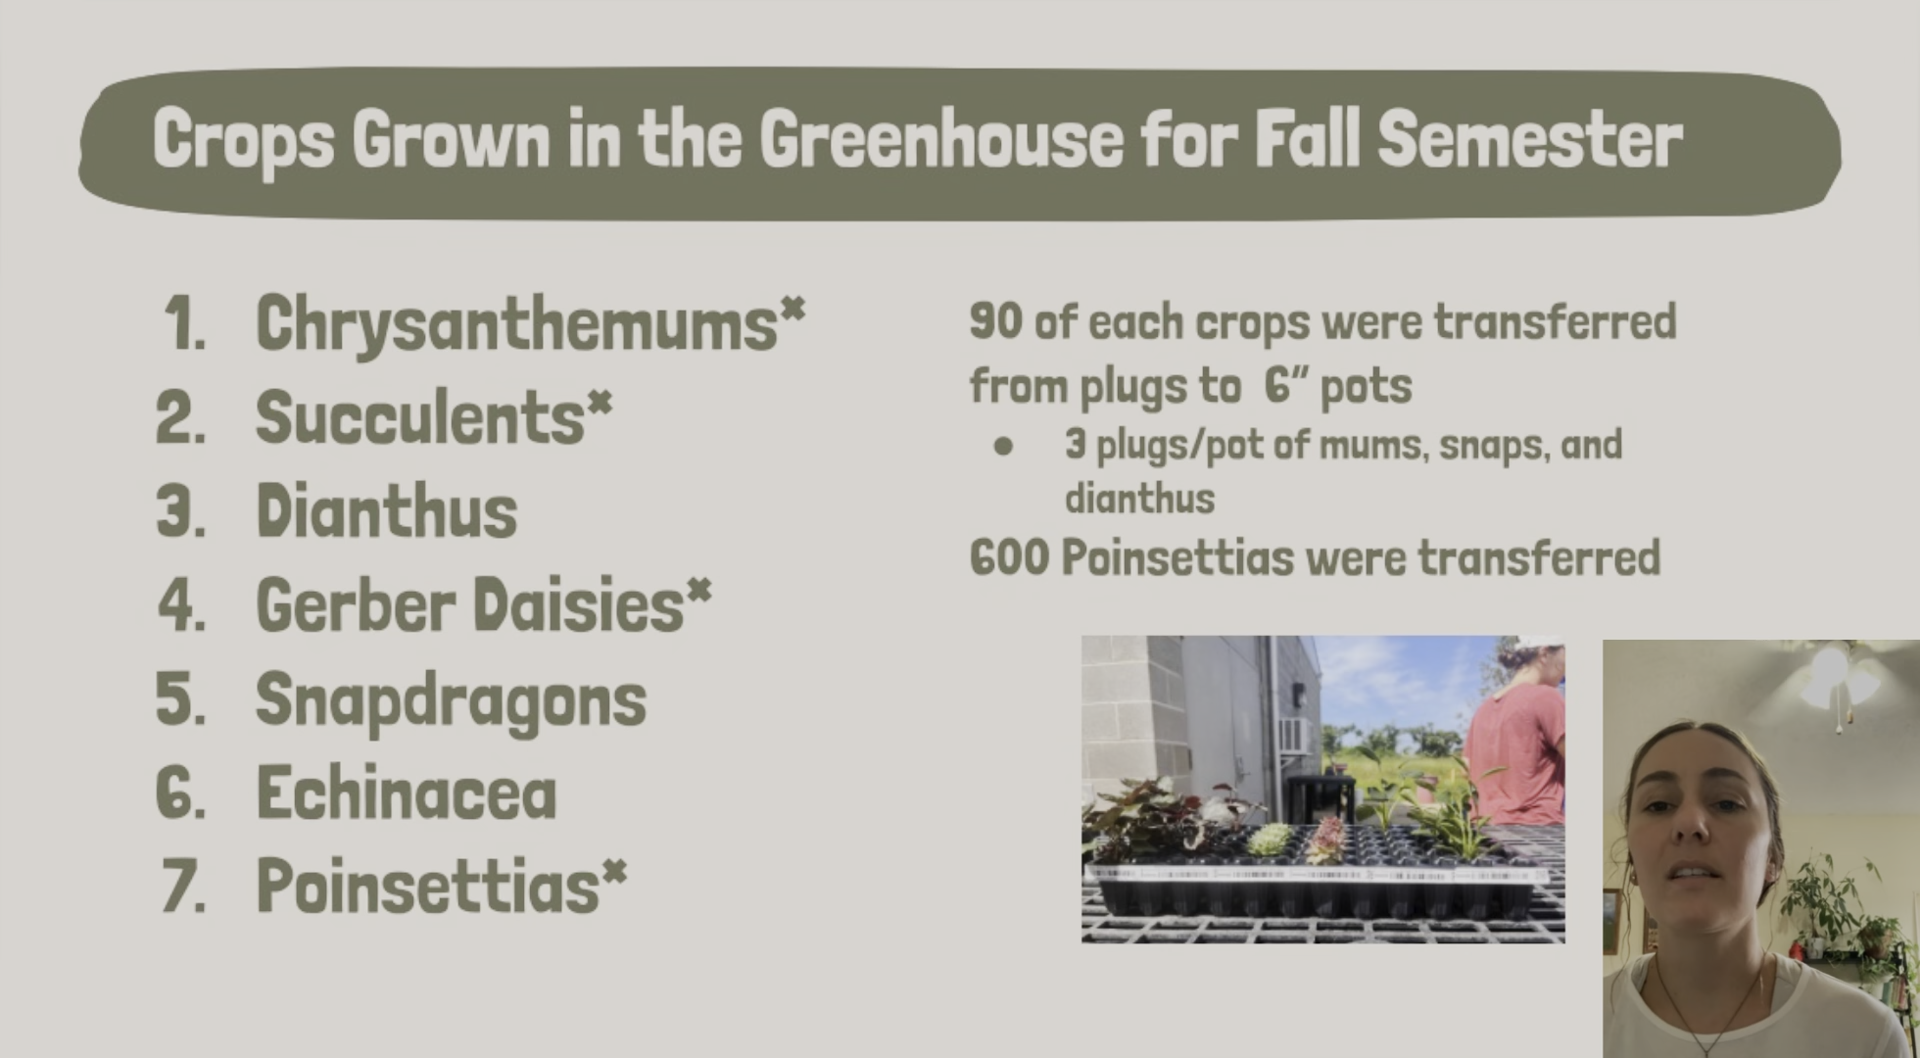 Crops Grown in the Greenhouse for Fall Semester
1. Chrysanthemums*
2. Succulents*
3. Dianthus
4. Gerber Daisies*
5. Snapdragons
6. Echinacea
7. Poinsettias*
90 of each crops were transferred
from plugs to 6" pots
● 3 plugs/pot of mums, snaps, and
dianthus
600 Poinsettias were transferred